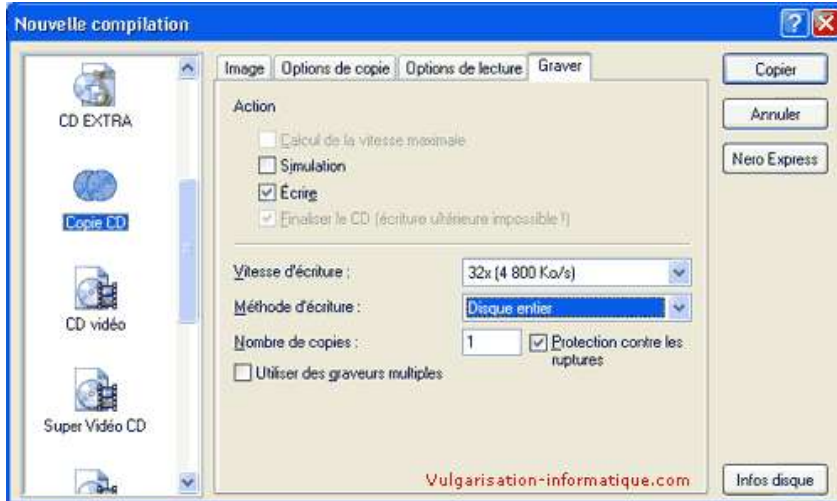 Nouvelle compilation
CD EXTRA
Copie CD
CD vidéo
Super Vidéo CD
Image
Options de copie
Options de lecture
Graver
Action
Calcul de la vitesse maximale
Simulation
Écrire
Finaliser le CD (écriture ultérieure impossible !)
Vitesse d'écriture :
32x (4 800 Ko/s)
Méthode d'écriture :
Disque entier
Nombre de copies :
1
Protection contre les
ruptures
Utiliser des graveurs multiples
Vulgarisation-informatique.com
Copier
Annuler
Nero Express
Infos disque